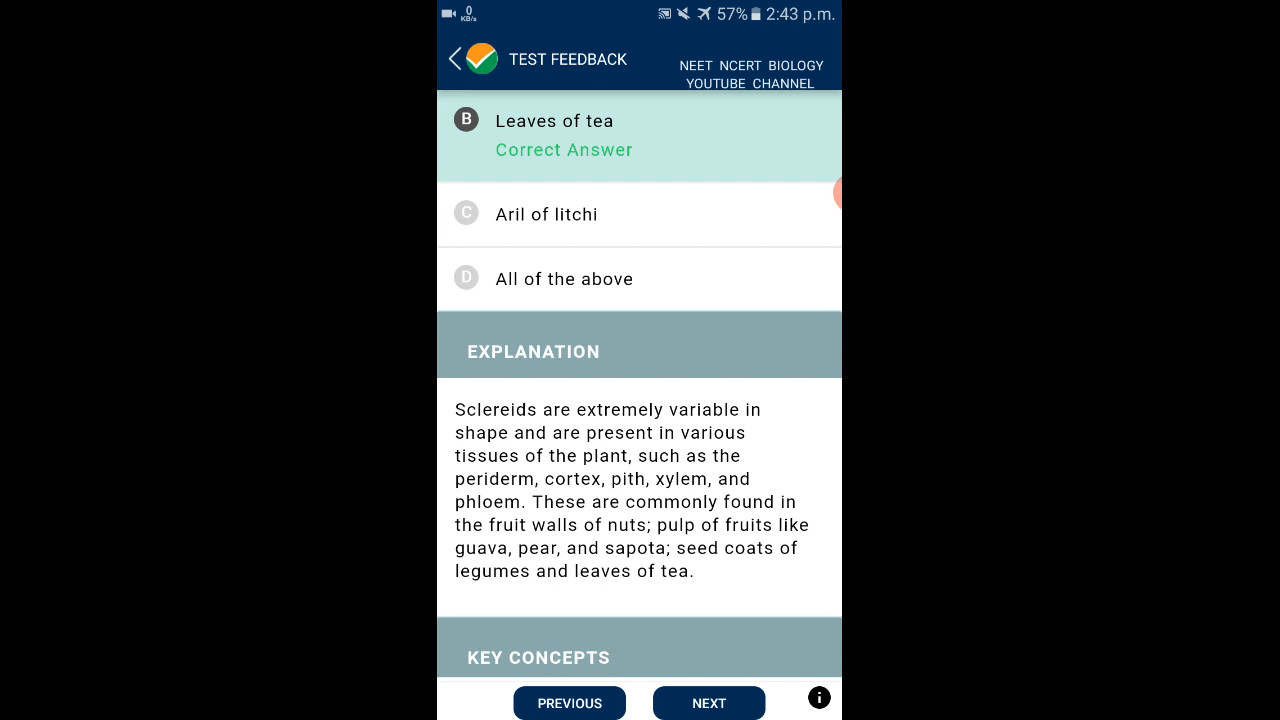 0
KB/s
57%
2:43 p.m.
TEST FEEDBACK
NEET NCERT BIOLOGY
YOUTUBE CHANNEL
B
Leaves of tea
Correct Answer
C
Aril of litchi
D
All of the above
EXPLANATION
Sclereids are extremely variable in
shape and are present in various
tissues of the plant, such as the
periderm, cortex, pith, xylem, and
phloem. These are commonly found in
the fruit walls of nuts; pulp of fruits like
guava, pear, and sapota; seed coats of
legumes and leaves of tea.
KEY CONCEPTS
PREVIOUS
NEXT